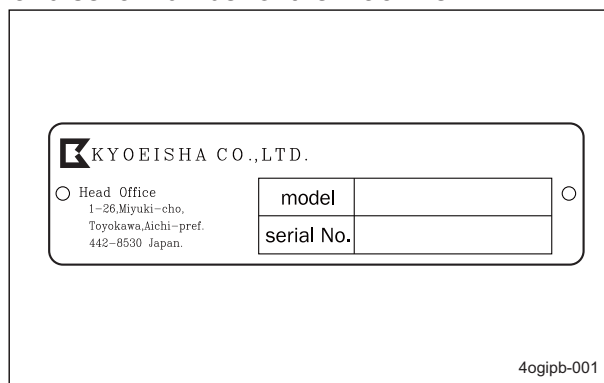 KYOEISHA CO.,LTD.
Head Office
1-26,Miyuki-cho,
Toyokawa,Aichi-pref.
442-8530 Japan.
model
serial No.
4ogipb-001